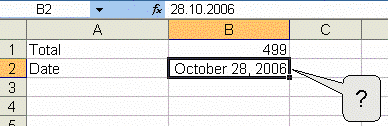 B2 fx 28.10.2006
A B C
1 Total 499
2 Date October 28, 2006
3
4
5
?